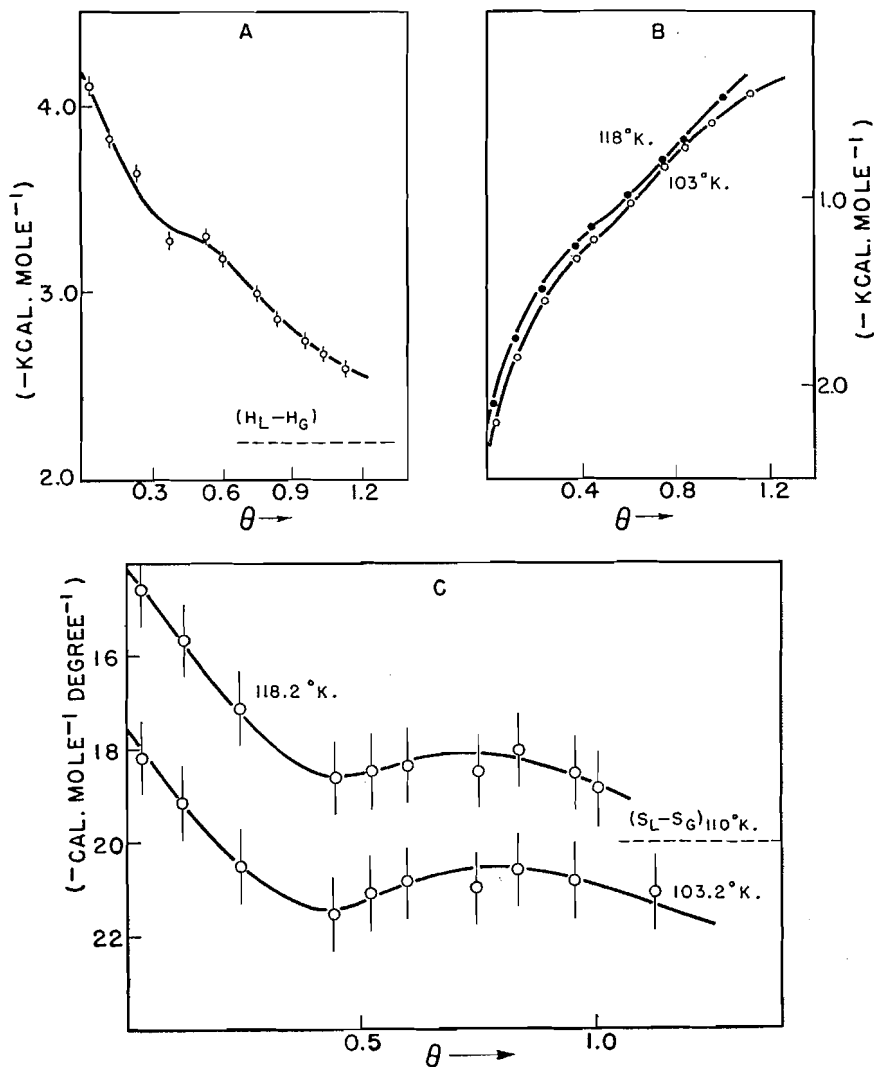 A
(−KCAL. MOLE⁻¹)
4.0
3.0
2.0
(H_L−H_G)
0.3 0.6 0.9 1.2
θ →
B
118°K.
103°K.
1.0
2.0
(−KCAL. MOLE⁻¹)
0.4 0.8 1.2
θ →
C
(−CAL. MOLE⁻¹ DEGREE⁻¹)
16
18
20
22
118.2°K.
(S_L−S_G)110°K.
103.2°K.
0.5 1.0
θ →